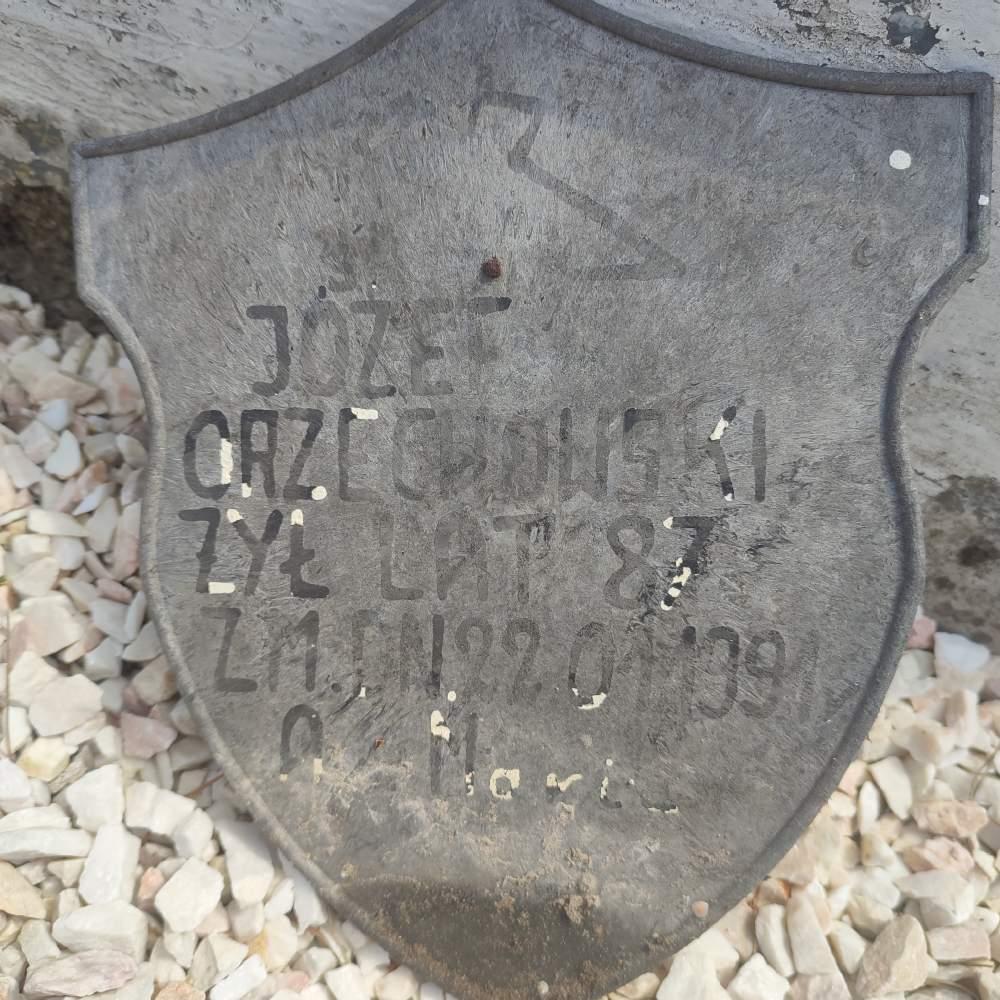 JÓZEF
ORZECHOWSKI
ŻYŁ LAT 87
ZM. DN 22 01 1991